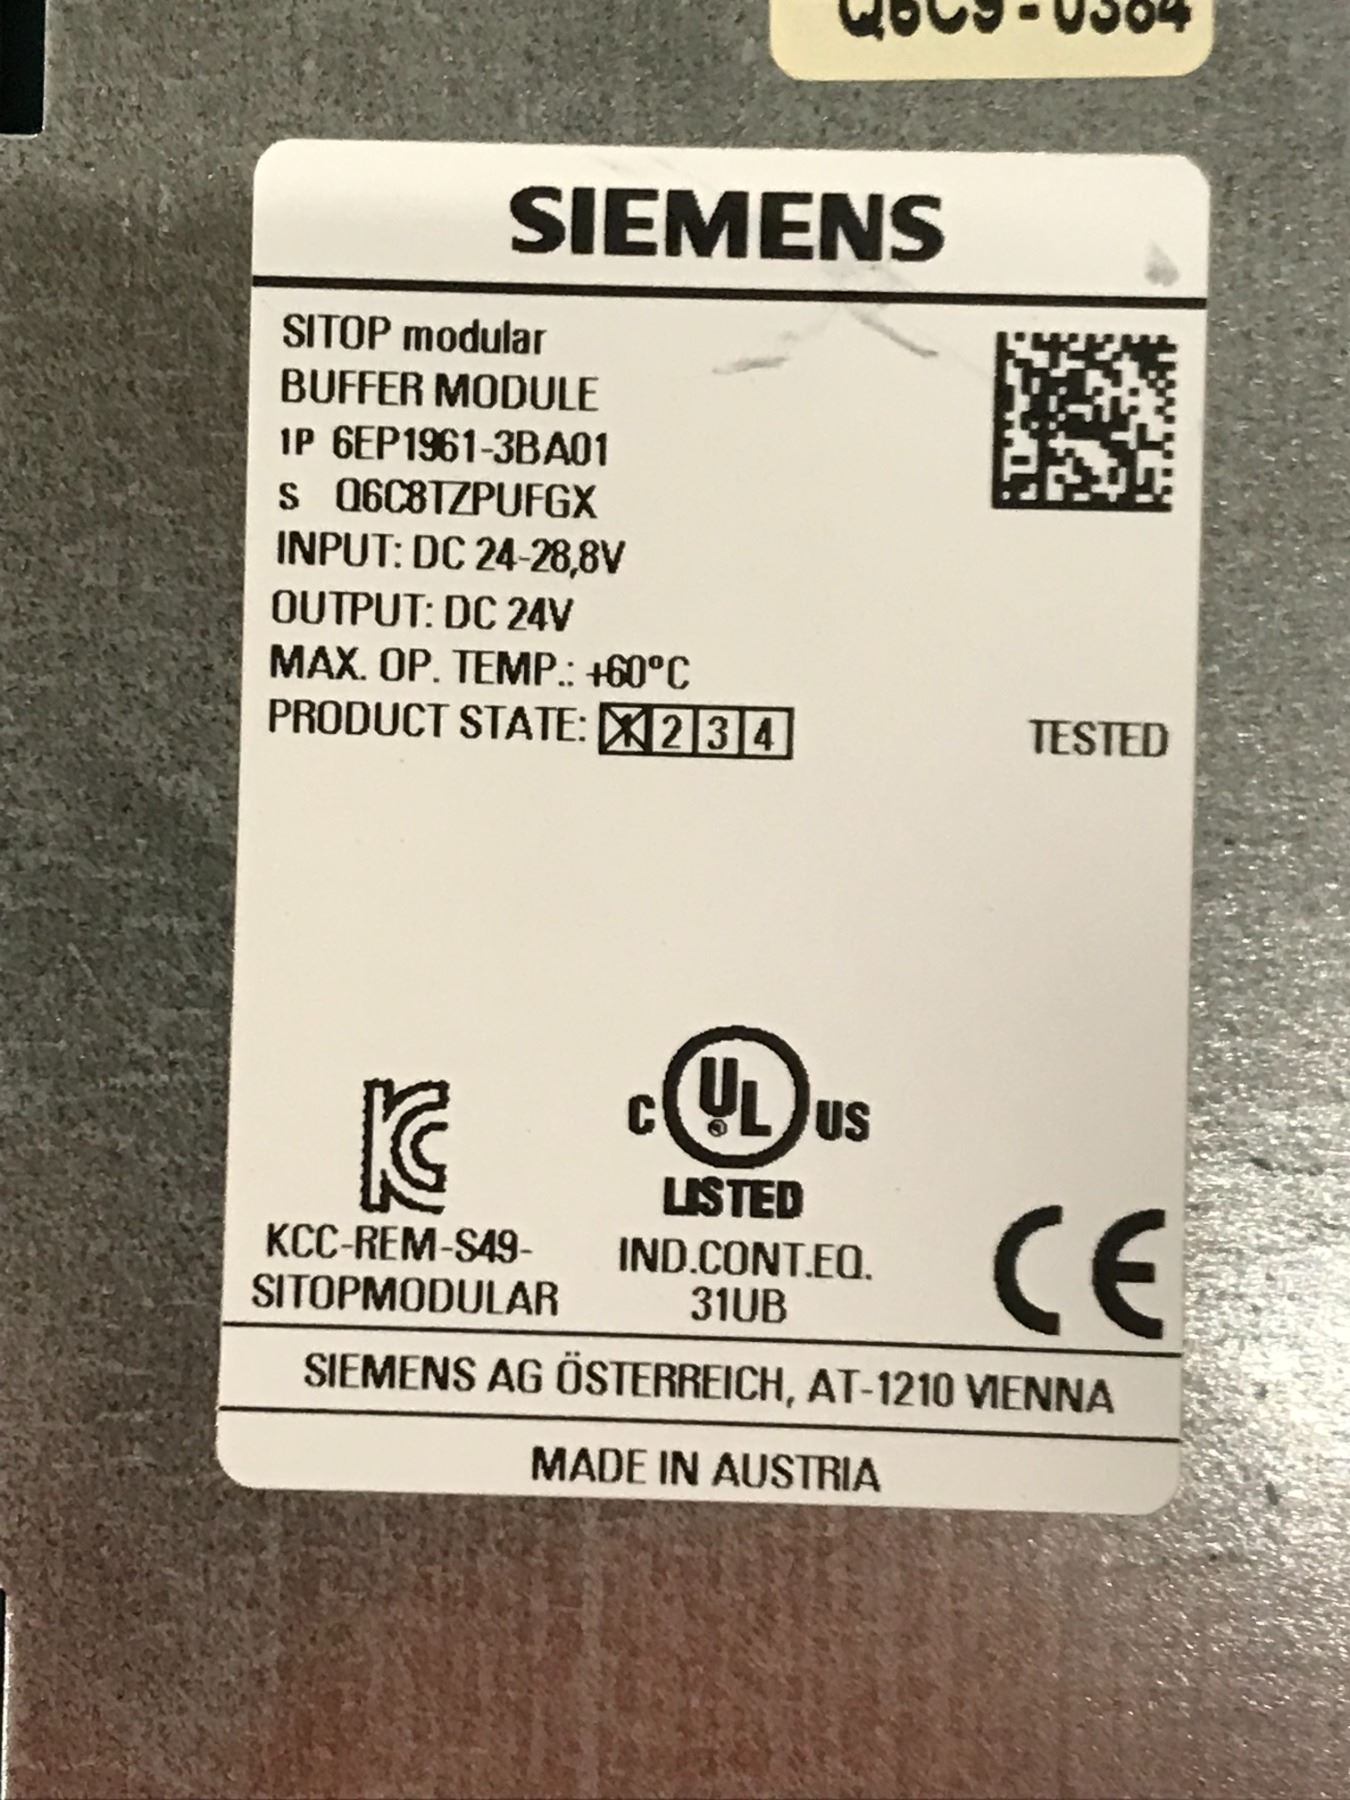 Q6C9-0384
SIEMENS
SITOP modular
BUFFER MODULE
1P 6EP1961-3BA01
S Q6C8TZPUFGX
INPUT: DC 24-28,8V
OUTPUT: DC 24V
MAX. OP. TEMP.: +60°C
PRODUCT STATE: X 2 3 4 TESTED
C UL ® US
LISTED
KCC-REM-S49- IND.CONT.EQ.
SITOPMODULAR 31UB
CE
SIEMENS AG ÖSTERREICH, AT-1210 VIENNA
MADE IN AUSTRIA